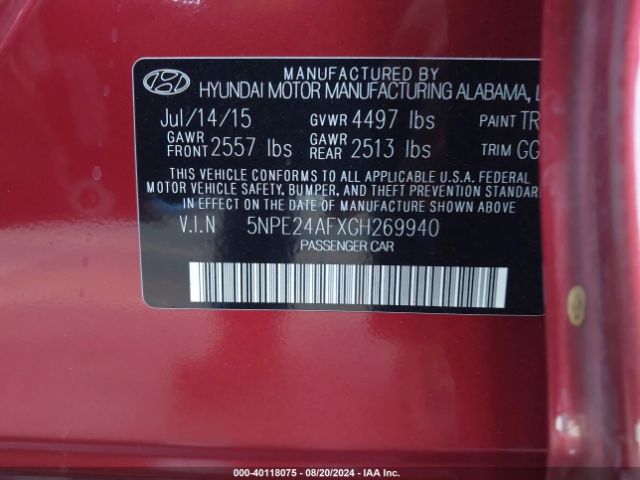 MANUFACTURED BY
HYUNDAI MOTOR MANUFACTURING ALABAMA,
Jul/14/15 GVWR 4497 lbs PAINT TR
GAWR FRONT 2557 lbs GAWR REAR 2513 lbs TRIM GG
THIS VEHICLE CONFORMS TO ALL APPLICABLE U.S.A. FEDERAL
MOTOR VEHICLE SAFETY, BUMPER, AND THEFT PREVENTION STANDAR
IN EFFECT ON THE DATE OF MANUFACTURE SHOWN ABOVE.
V.I.N 5NPE24AFXGH269940
PASSENGER CAR
92-40118075 | 08/20/2024 | IAA Inc.